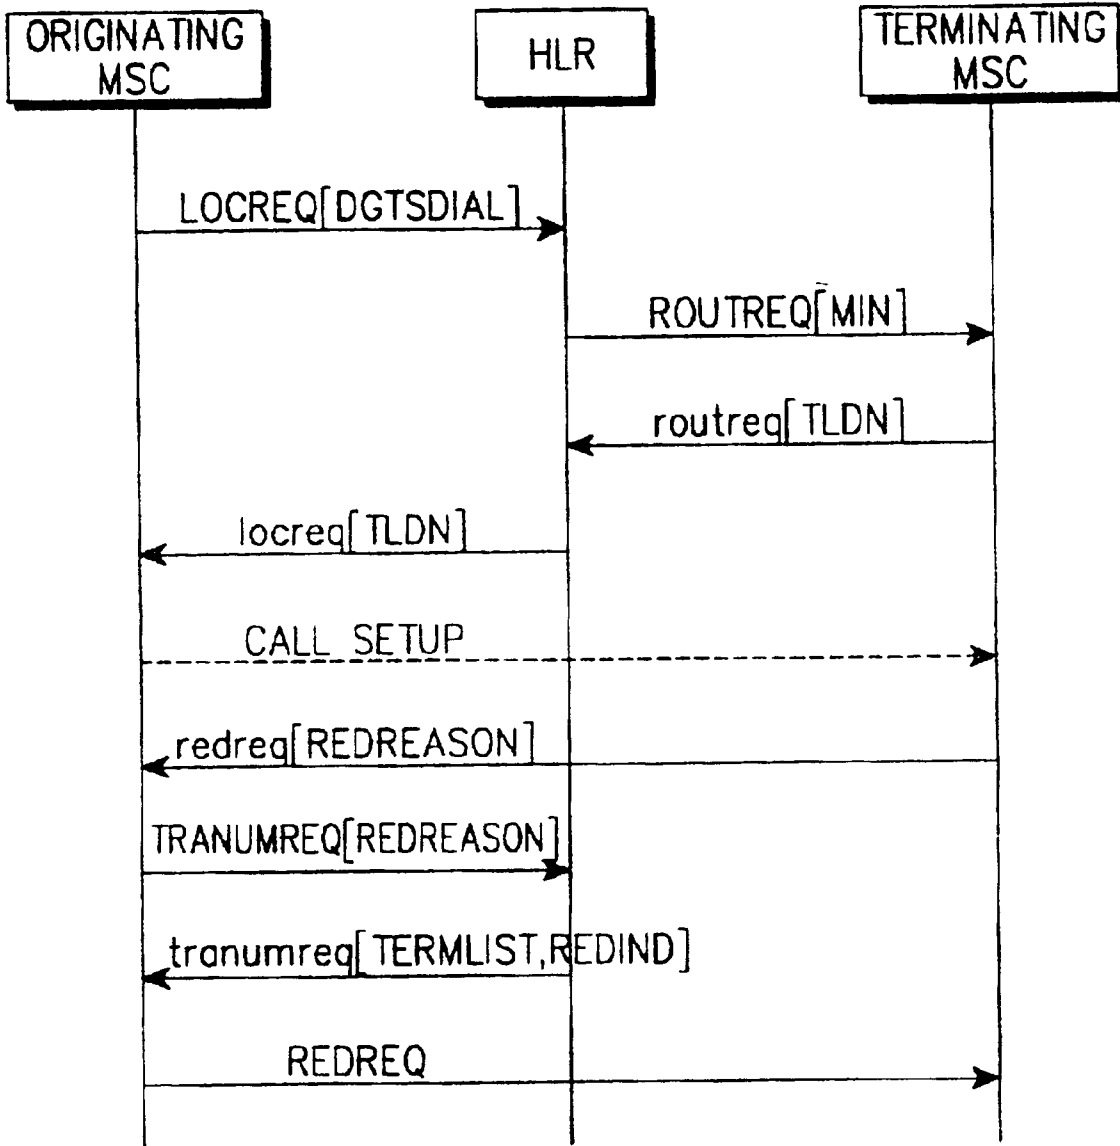 ORIGINATING
MSC
HLR
TERMINATING
MSC
LOCREQ[DGTSDIAL]
ROUTREQ[MIN]
routreq[TLDN]
locreq[TLDN]
CALL SETUP
redreq[REDREASON]
TRANUMREQ[REDREASON]
tranumreq[TERMLIST,REDIND]
REDREQ